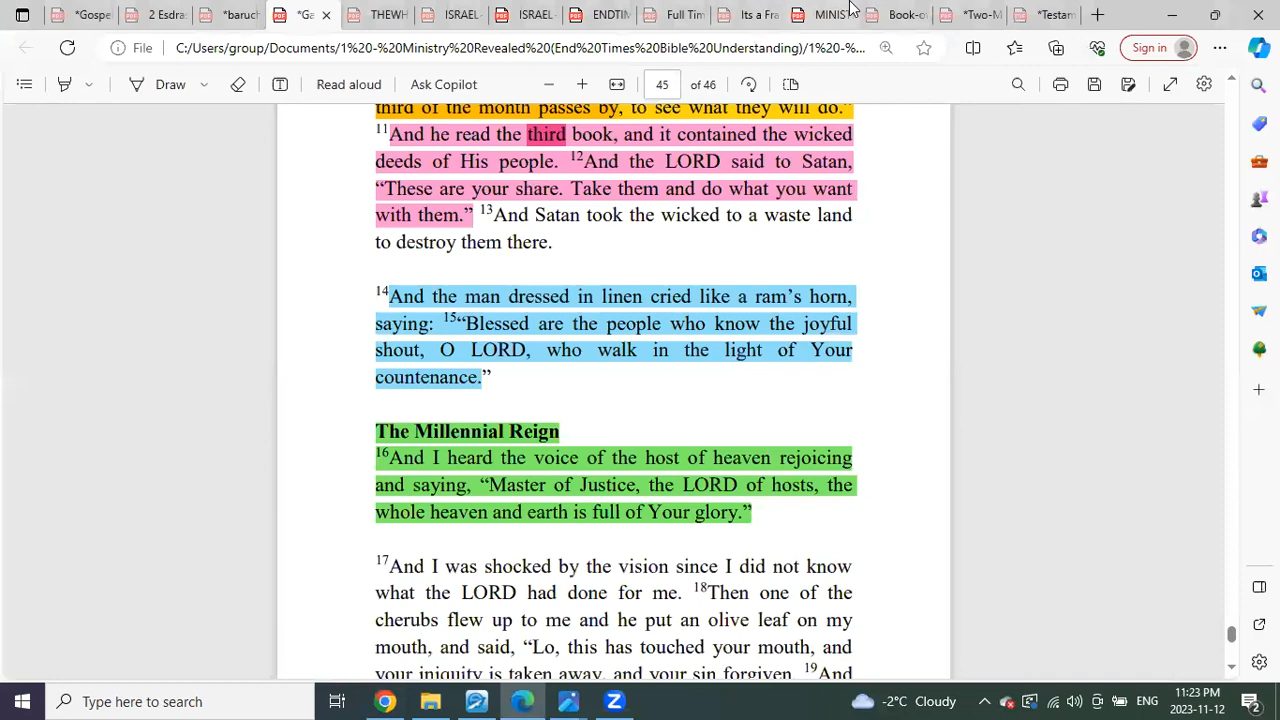 *Gospel
2 Esdras
*baruch
*Ga
THEWH
ISRAEL
ISRAEL
ENDTIM
Full Tim
Its a Fra
MINIS
Book-o
*Two-M
*Testam
File
C:/Users/group/Documents/1%20-%20Ministry%20Revealed%20(End%20Times%20Bible%20Understanding)/1%20-%...
Sign in
Draw
Read aloud
Ask Copilot
45 of 46
third of the month passes by, to see what they will do.”
11And he read the third book, and it contained the wicked
deeds of His people. 12And the LORD said to Satan,
“These are your share. Take them and do what you want
with them.” 13And Satan took the wicked to a waste land
to destroy them there.
14And the man dressed in linen cried like a ram’s horn,
saying: 15“Blessed are the people who know the joyful
shout, O LORD, who walk in the light of Your
countenance.”
The Millennial Reign
16And I heard the voice of the host of heaven rejoicing
and saying, “Master of Justice, the LORD of hosts, the
whole heaven and earth is full of Your glory.”
17And I was shocked by the vision since I did not know
what the LORD had done for me. 18Then one of the
cherubs flew up to me and he put an olive leaf on my
mouth, and said, “Lo, this has touched your mouth, and
your iniquity is taken away, and your sin forgiven. 19And
Type here to search
-2°C Cloudy
ENG
11:23 PM
2023-11-12
2